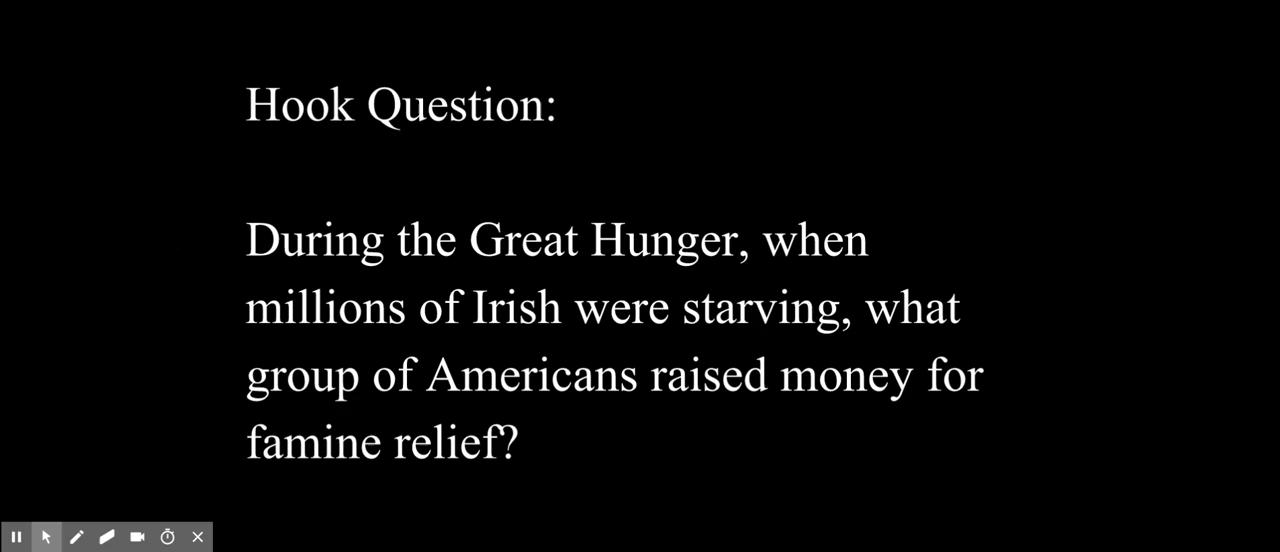 Hook Question:
During the Great Hunger, when
millions of Irish were starving, what
group of Americans raised money for
famine relief?